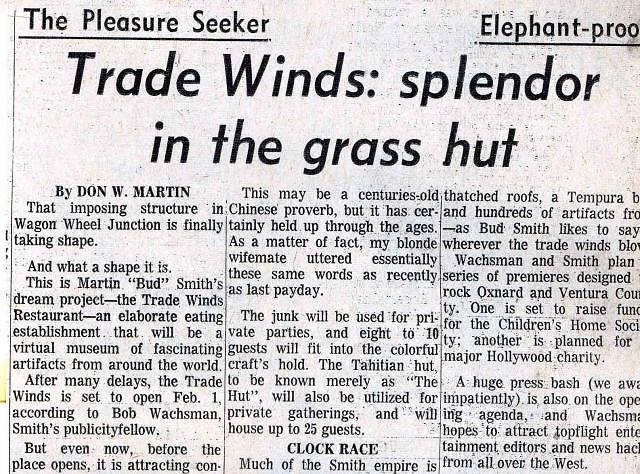 The Pleasure Seeker
Elephant-proo
Trade Winds: splendor
in the grass hut
By DON W. MARTIN
That imposing structure in
Wagon Wheel Junction is finally
taking shape.
And what a shape it is.
This is Martin "Bud" Smith's
dream project—the Trade Winds
Restaurant—an elaborate eating
establishment that will be a
virtual museum of fascinating
artifacts from around the world.
After many delays, the Trade
Winds is set to open Feb. 1,
according to Bob Wachsman,
Smith's publicityfellow.
But even now, before the
place opens, it is attracting con-
This may be a centuries-old
Chinese proverb, but it has cer-
tainly held up through the ages.
As a matter of fact, my blonde
wifemate uttered essentially
these same words as recently
as last payday.
The junk will be used for pri-
vate parties, and eight to 10
guests will fit into the colorful
craft's hold. The Tahitian hut,
to be known merely as "The
Hut", will also be utilized for
private gatherings, and will
house up to 25 guests.
CLOCK RACE
Much of the Smith empire is
thatched roofs, a Tempura b
and hundreds of artifacts fro
—as Bud Smith likes to say
wherever the trade winds blow
Wachsman and Smith plan
series of premieres designed
rock Oxnard and Ventura Coun
ty. One is set to raise fund
for the Children's Home Soci
ty; another is planned for
major Hollywood charity.
A huge press bash (we awa
impatiently) is also on the ope
ing agenda, and Wachsma
hopes to attract topflight ente
tainment editors and news had
from all over the West.